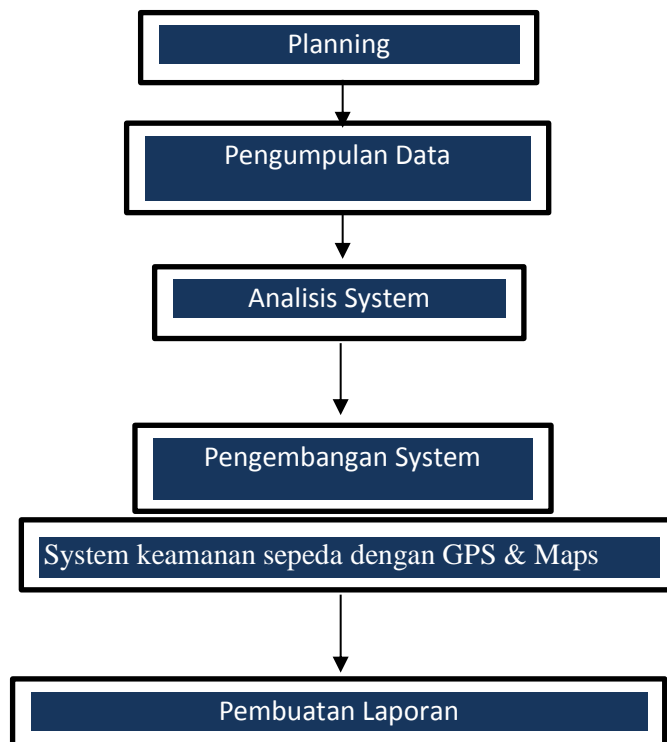 Planning
Pengumpulan Data
Analisis System
Pengembangan System
System keamanan sepeda dengan GPS & Maps
Pembuatan Laporan